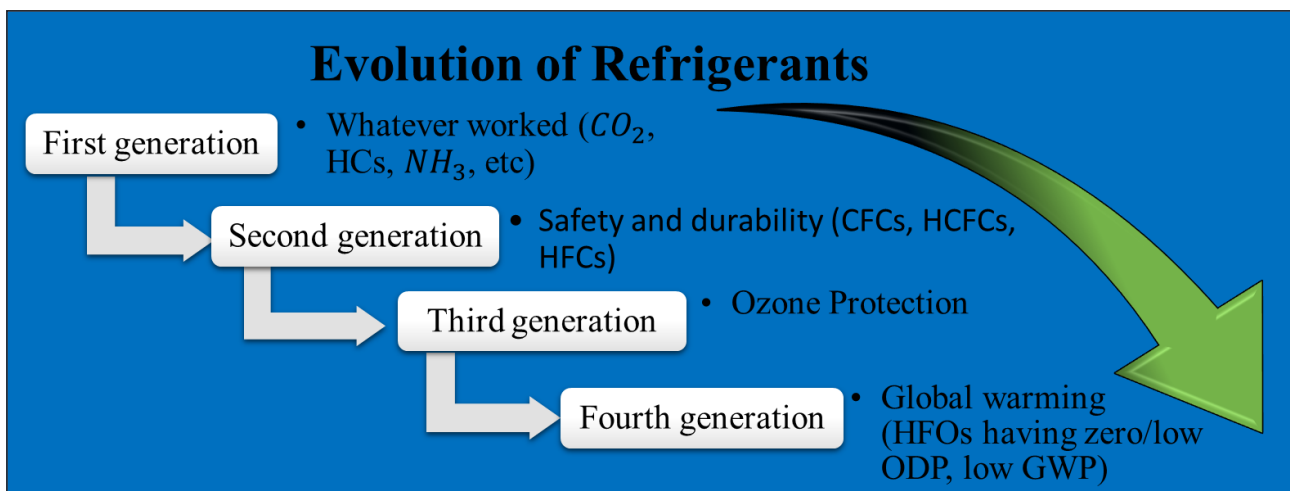 Evolution of Refrigerants
First generation
• Whatever worked (CO₂,
HCs, NH₃, etc)
Second generation
• Safety and durability (CFCs, HCFCs,
HFCs)
Third generation
• Ozone Protection
Fourth generation
• Global warming
(HFOs having zero/low
ODP, low GWP)